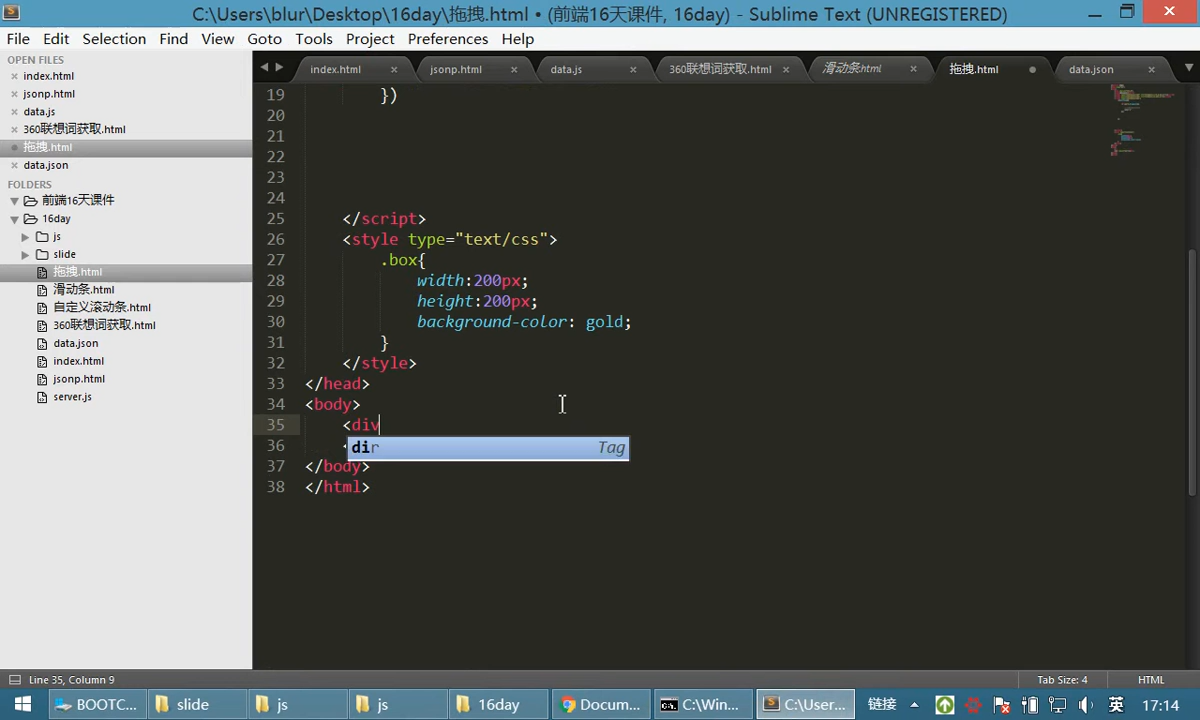 C:\Users\blur\Desktop\16day\拖拽.html • (前端16天课件, 16day) - Sublime Text (UNREGISTERED)
File Edit Selection Find View Goto Tools Project Preferences Help
OPEN FILES
index.html
jsonp.html
data.js
360联想词获取.html
拖拽.html
data.json
FOLDERS
前端16天课件
16day
js
slide
拖拽.html
滑动条.html
自定义滚动条.html
360联想词获取.html
data.json
index.html
jsonp.html
server.js
index.html jsonp.html data.js 360联想词获取.html 滑动条.html 拖拽.html data.json
19 })
20
21
22
23
24
25 </script>
26 <style type="text/css">
27 .box{
28 width:200px;
29 height:200px;
30 background-color: gold;
31 }
32 </style>
33 </head>
34 <body>
35 <div
dir Tag
36 <
37 </body>
38 </html>
Line 35, Column 9 Tab Size: 4 HTML
BOOTC... slide js js 16day Docum... C:\Win... C:\User... 链接 英 17:14